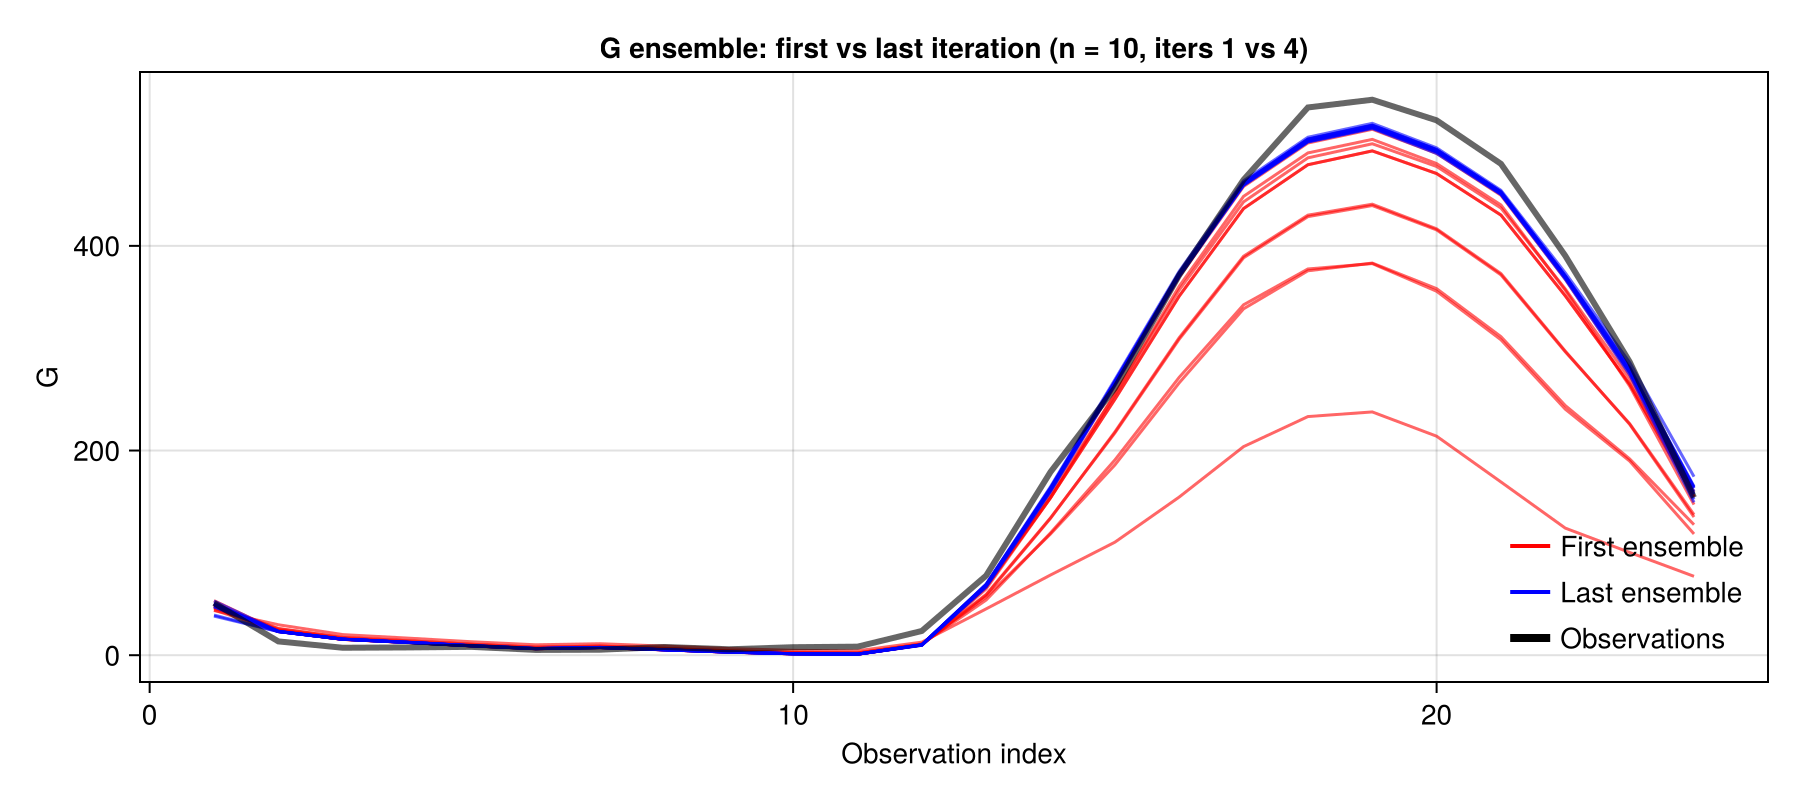 G ensemble: first vs last iteration (n = 10, iters 1 vs 4)
G
400
200
0
0
10
20
Observation index
First ensemble
Last ensemble
Observations